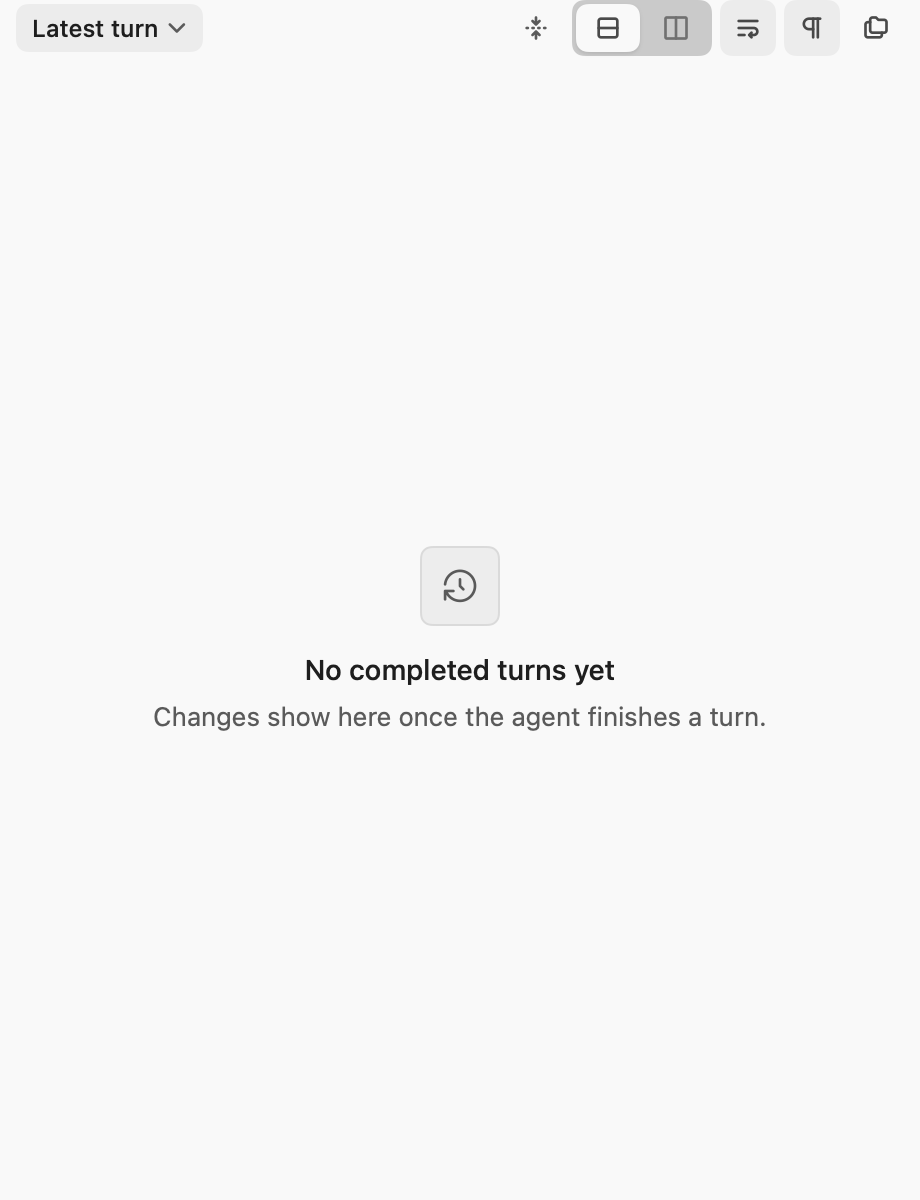 Latest turn
No completed turns yet
Changes show here once the agent finishes a turn.